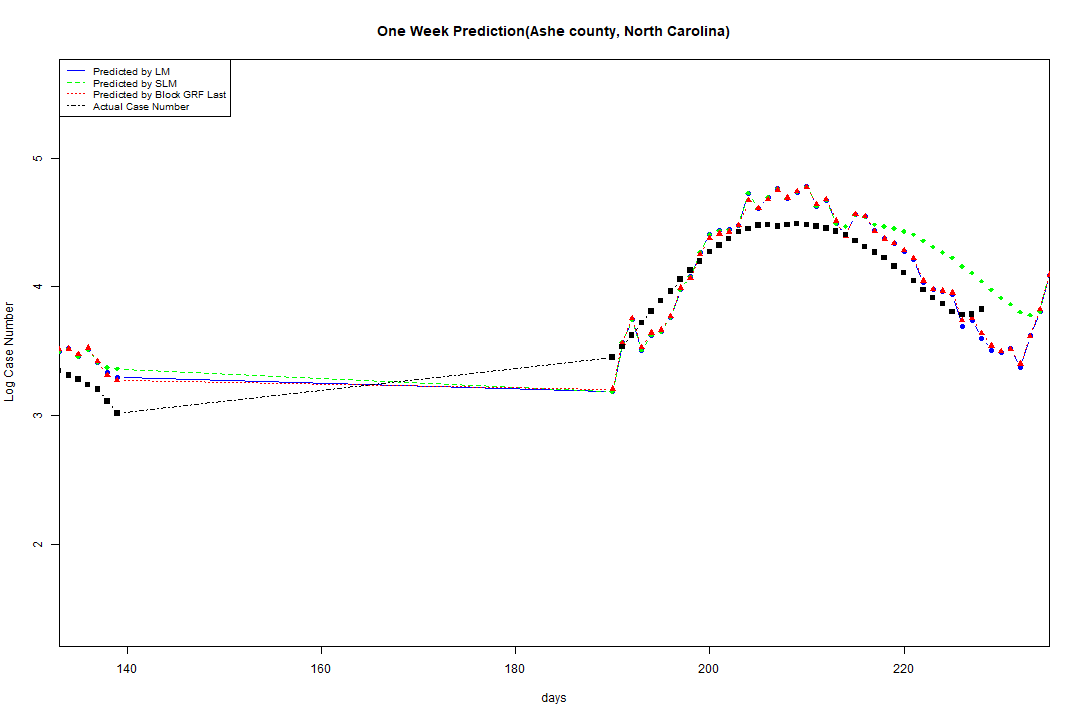 One Week Prediction(Ashe county, North Carolina)
Predicted by LM
Predicted by SLM
Predicted by Block GRF Last
Actual Case Number
Log Case Number
5
4
3
2
140 160 180 200 220
days